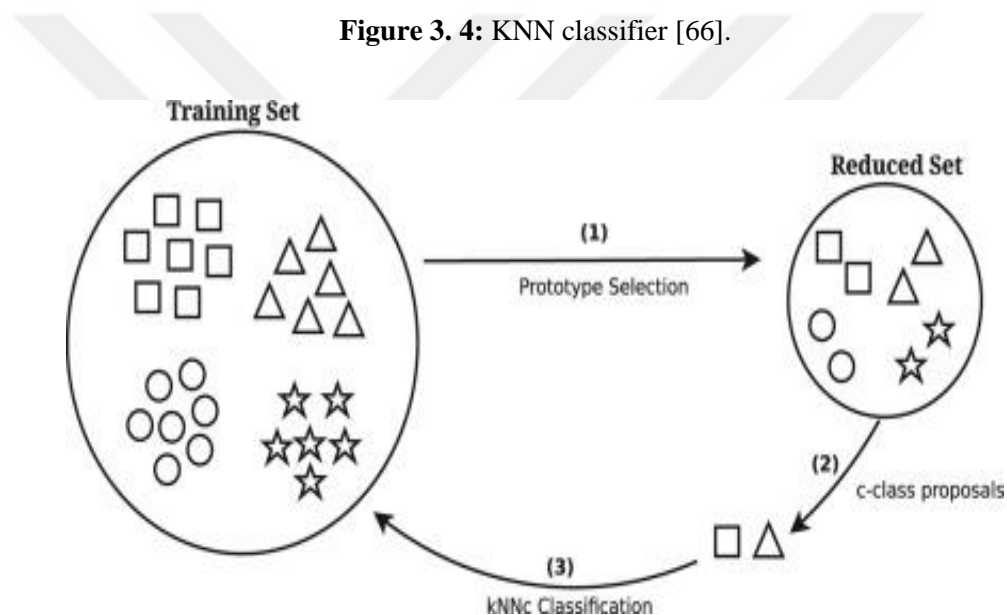 Figure 3. 4: KNN classifier [66].
Training Set
Reduced Set
(1)
Prototype Selection
(2)
c-class proposals
(3)
kNNc Classification